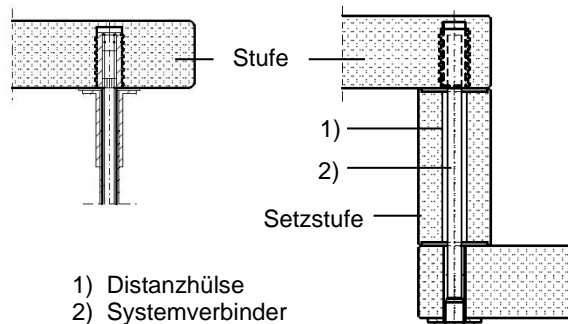 Stufe
1)
2)
Setzstufe
1) Distanzhülse
2) Systemverbinder